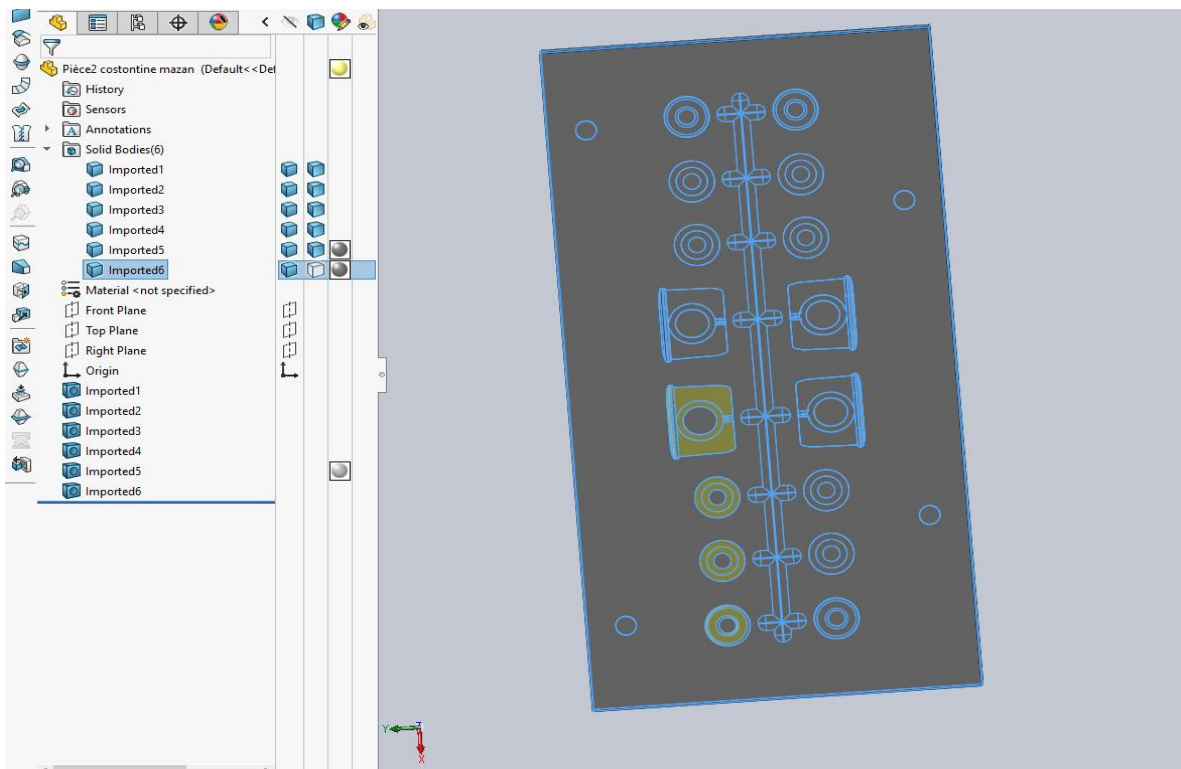 Pièce2 costontine mazan (Default<<Def
History
Sensors
Annotations
Solid Bodies(6)
Imported1
Imported2
Imported3
Imported4
Imported5
Imported6
Material <not specified>
Front Plane
Top Plane
Right Plane
Origin
Imported1
Imported2
Imported3
Imported4
Imported5
Imported6
Y
Z
X